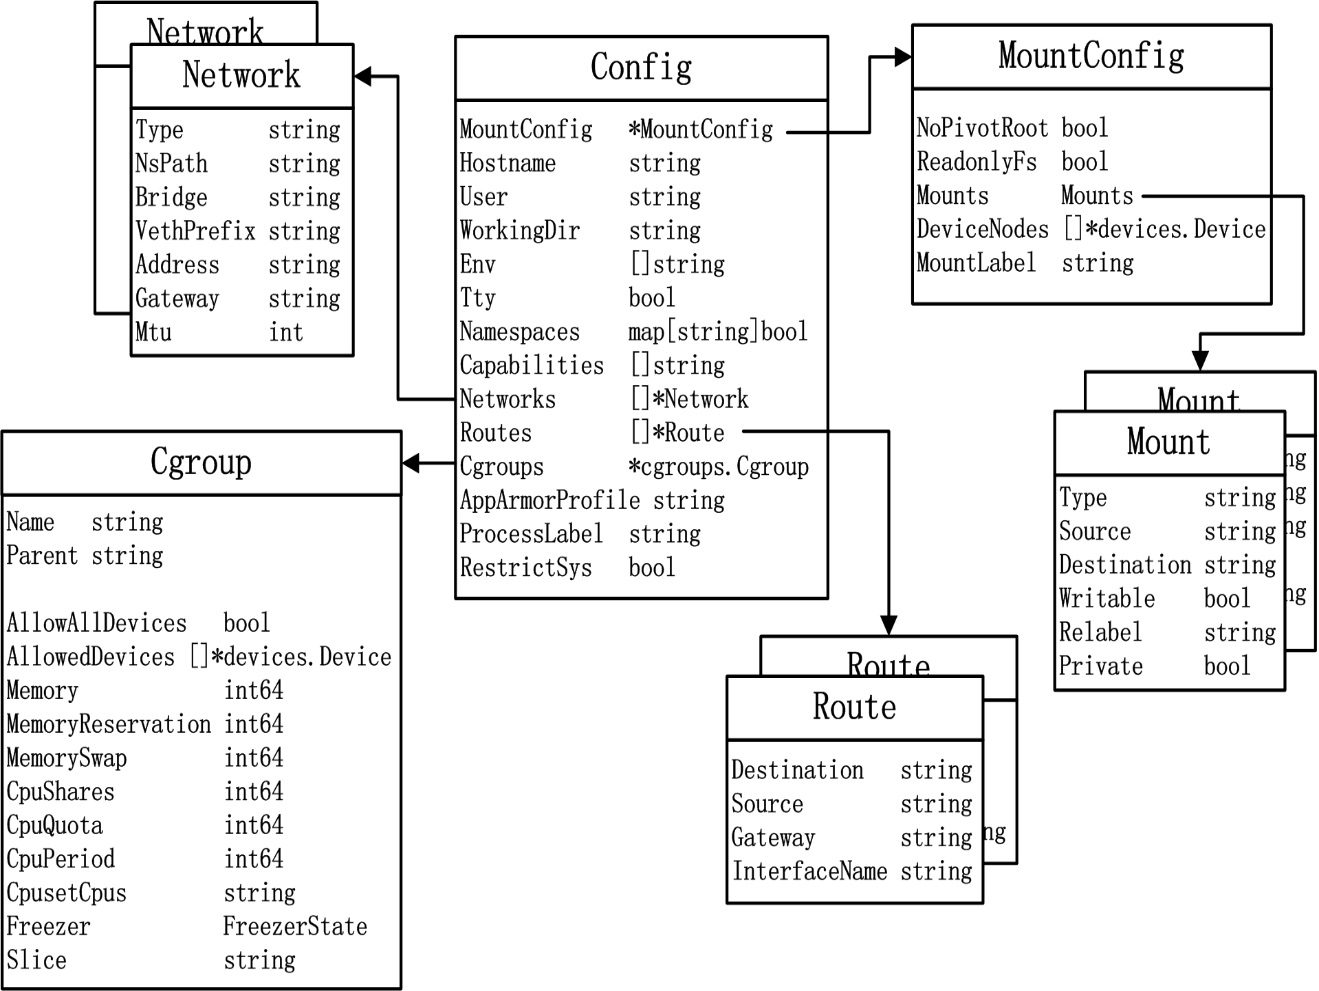 Network
Network
Type string
NsPath string
Bridge string
VethPrefix string
Address string
Gateway string
Mtu int
Config
MountConfig *MountConfig
Hostname string
User string
WorkingDir string
Env []string
Tty bool
Namespaces map[string]bool
Capabilities []string
Networks []*Network
Routes []*Route
Cgroups *cgroups.Cgroup
AppArmorProfile string
ProcessLabel string
RestrictSys bool
MountConfig
NoPivotRoot bool
ReadonlyFs bool
Mounts Mounts
DeviceNodes []*devices.Device
MountLabel string
Mount
Mount
Type string
Source string
Destination string
Writable bool
Relabel string
Private bool
ng
ng
ng
ng
Cgroup
Name string
Parent string
AllowAllDevices bool
AllowedDevices []*devices.Device
Memory int64
MemoryReservation int64
MemorySwap int64
CpuShares int64
CpuQuota int64
CpuPeriod int64
CpusetCpus string
Freezer FreezerState
Slice string
Route
Route
Destination string
Source string
Gateway string
InterfaceName string
ng